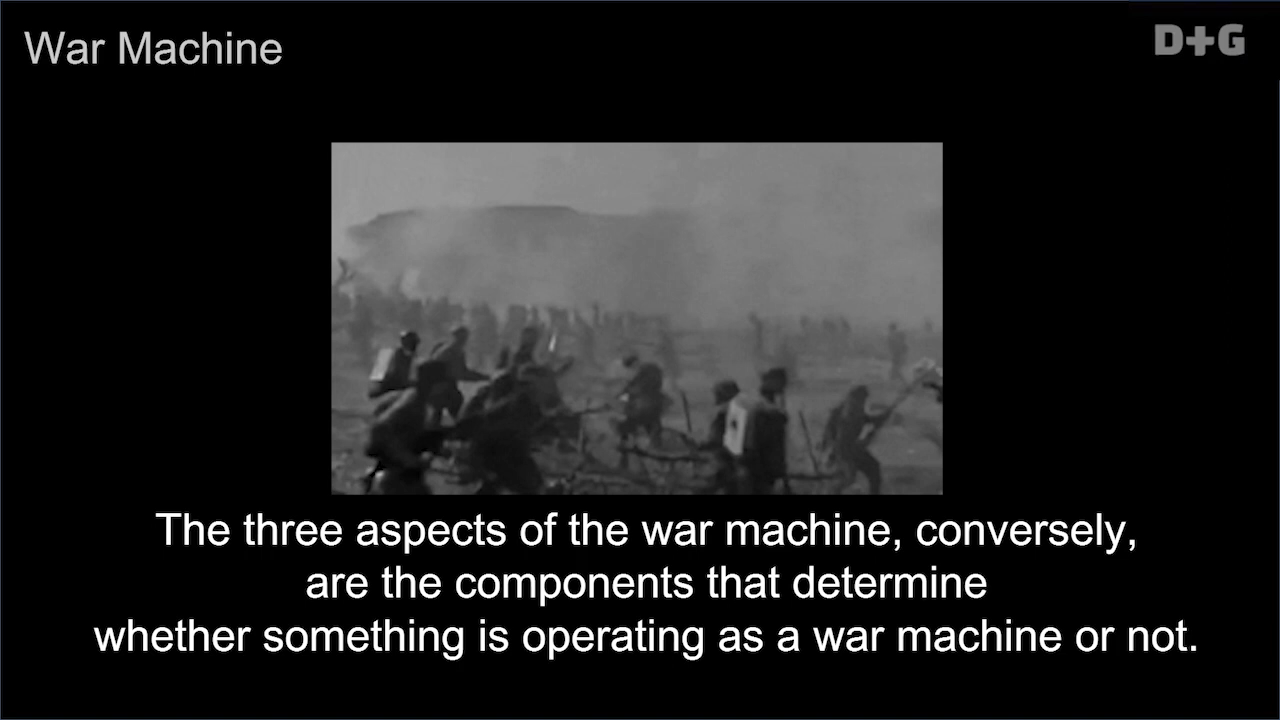 War Machine
D+G
The three aspects of the war machine, conversely,
are the components that determine
whether something is operating as a war machine or not.